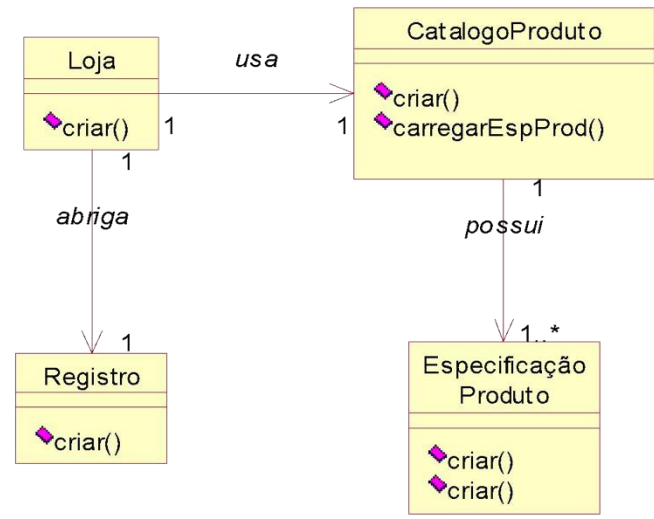 Loja
criar()
usa
1
1
CatalogoProduto
criar()
carregarEspProd()
1
abriga
1
Registro
criar()
1
possui
1..*
Especificação
Produto
criar()
criar()